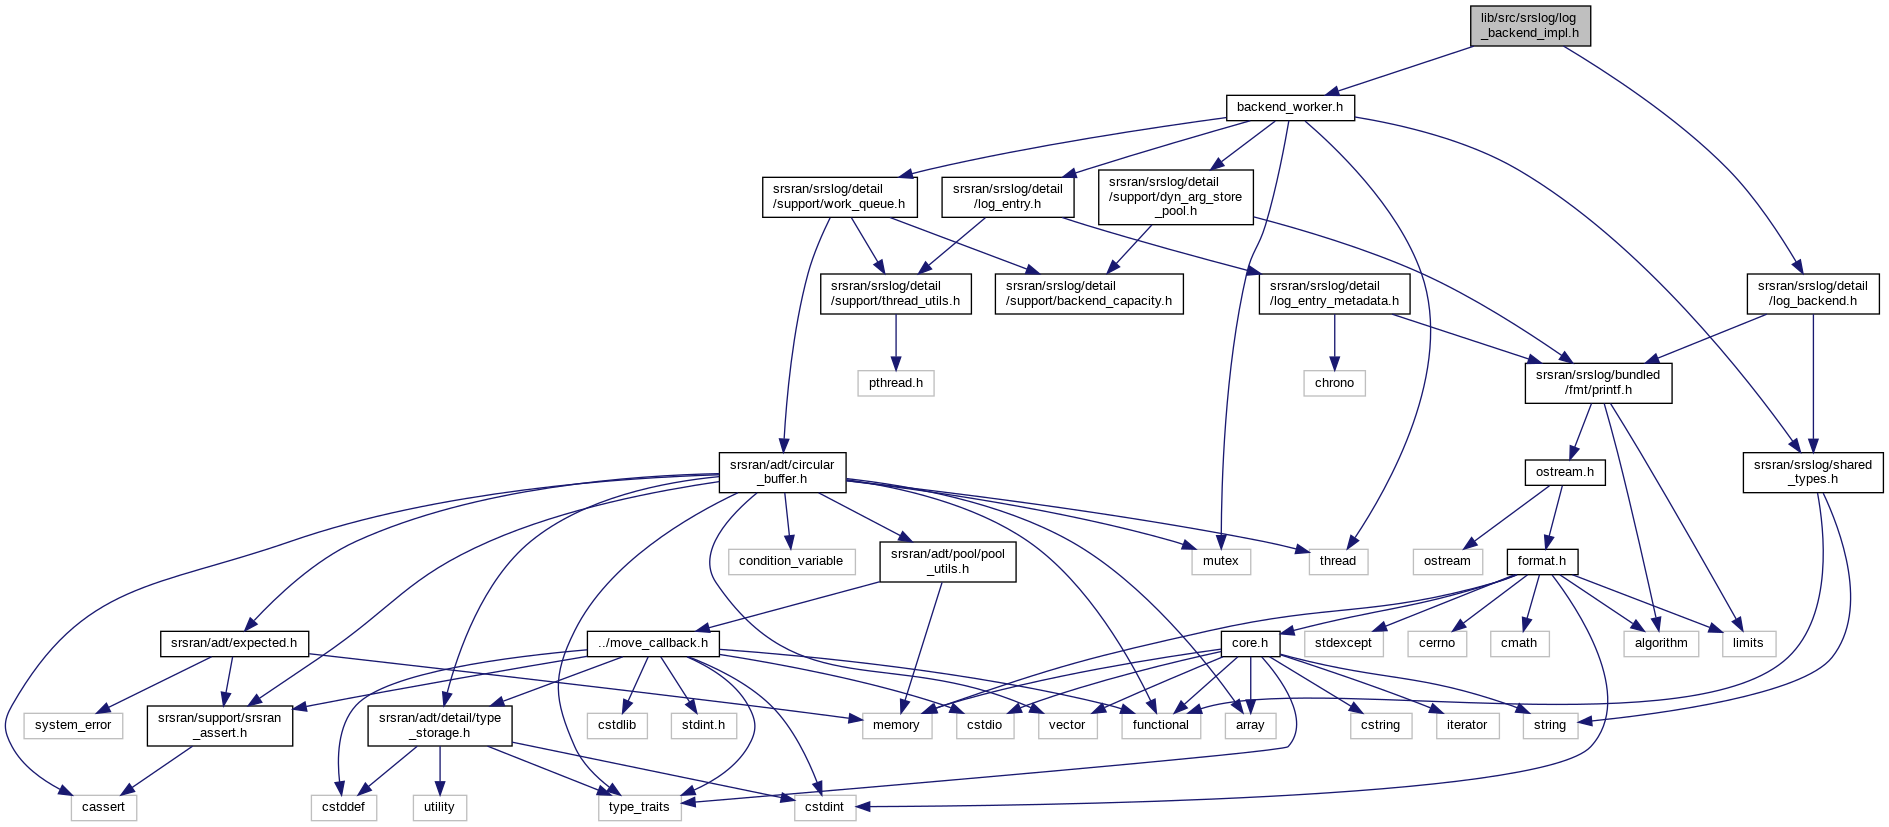 lib/src/srslog/log
_backend_impl.h
backend_worker.h
srsran/srslog/detail
/support/work_queue.h
srsran/srslog/detail
/log_entry.h
srsran/srslog/detail
/support/dyn_arg_store
_pool.h
srsran/srslog/detail
/support/thread_utils.h
srsran/srslog/detail
/support/backend_capacity.h
srsran/srslog/detail
/log_entry_metadata.h
srsran/srslog/detail
/log_backend.h
pthread.h
chrono
srsran/srslog/bundled
/fmt/printf.h
srsran/adt/circular
_buffer.h
ostream.h
srsran/srslog/shared
_types.h
condition_variable
srsran/adt/pool/pool
_utils.h
mutex
thread
ostream
format.h
srsran/adt/expected.h
../move_callback.h
core.h
stdexcept
cerrno
cmath
algorithm
limits
system_error
srsran/support/srsran
_assert.h
srsran/adt/detail/type
_storage.h
cstdlib
stdint.h
memory
cstdio
vector
functional
array
cstring
iterator
string
cassert
cstddef
utility
type_traits
cstdint